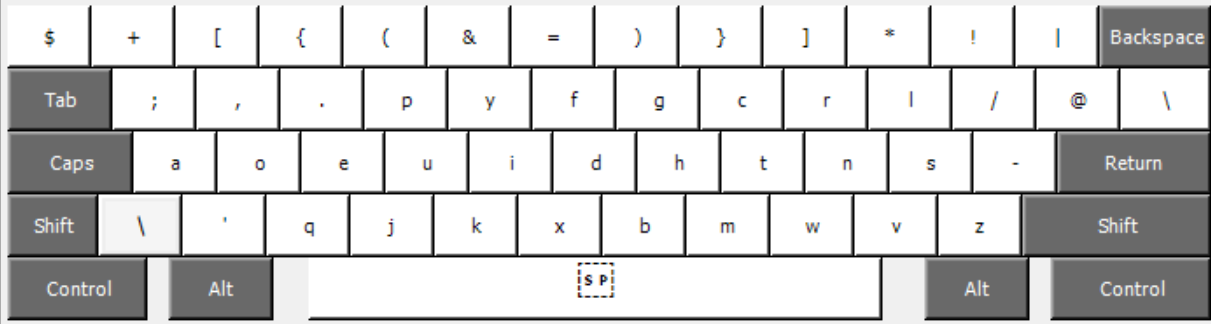 $ + [ { ( & = ) } ] * ! | Backspace
Tab ; , . p y f g c r l / @ \
Caps a o e u i d h t n s - Return
Shift \ ' q j k x b m w v z Shift
Control Alt SP Alt Control